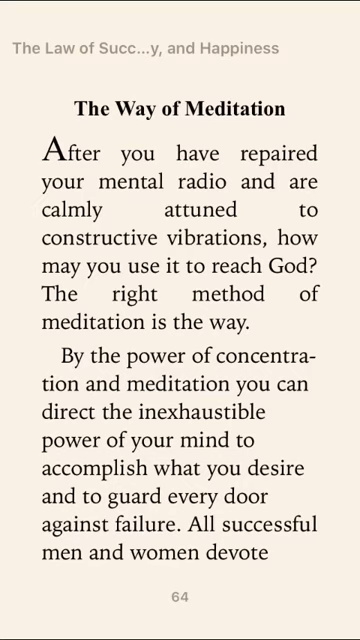 The Law of Succ...y, and Happiness
The Way of Meditation
After you have repaired
your mental radio and are
calmly attuned to
constructive vibrations, how
may you use it to reach God?
The right method of
meditation is the way.
By the power of concentra-
tion and meditation you can
direct the inexhaustible
power of your mind to
accomplish what you desire
and to guard every door
against failure. All successful
men and women devote
64